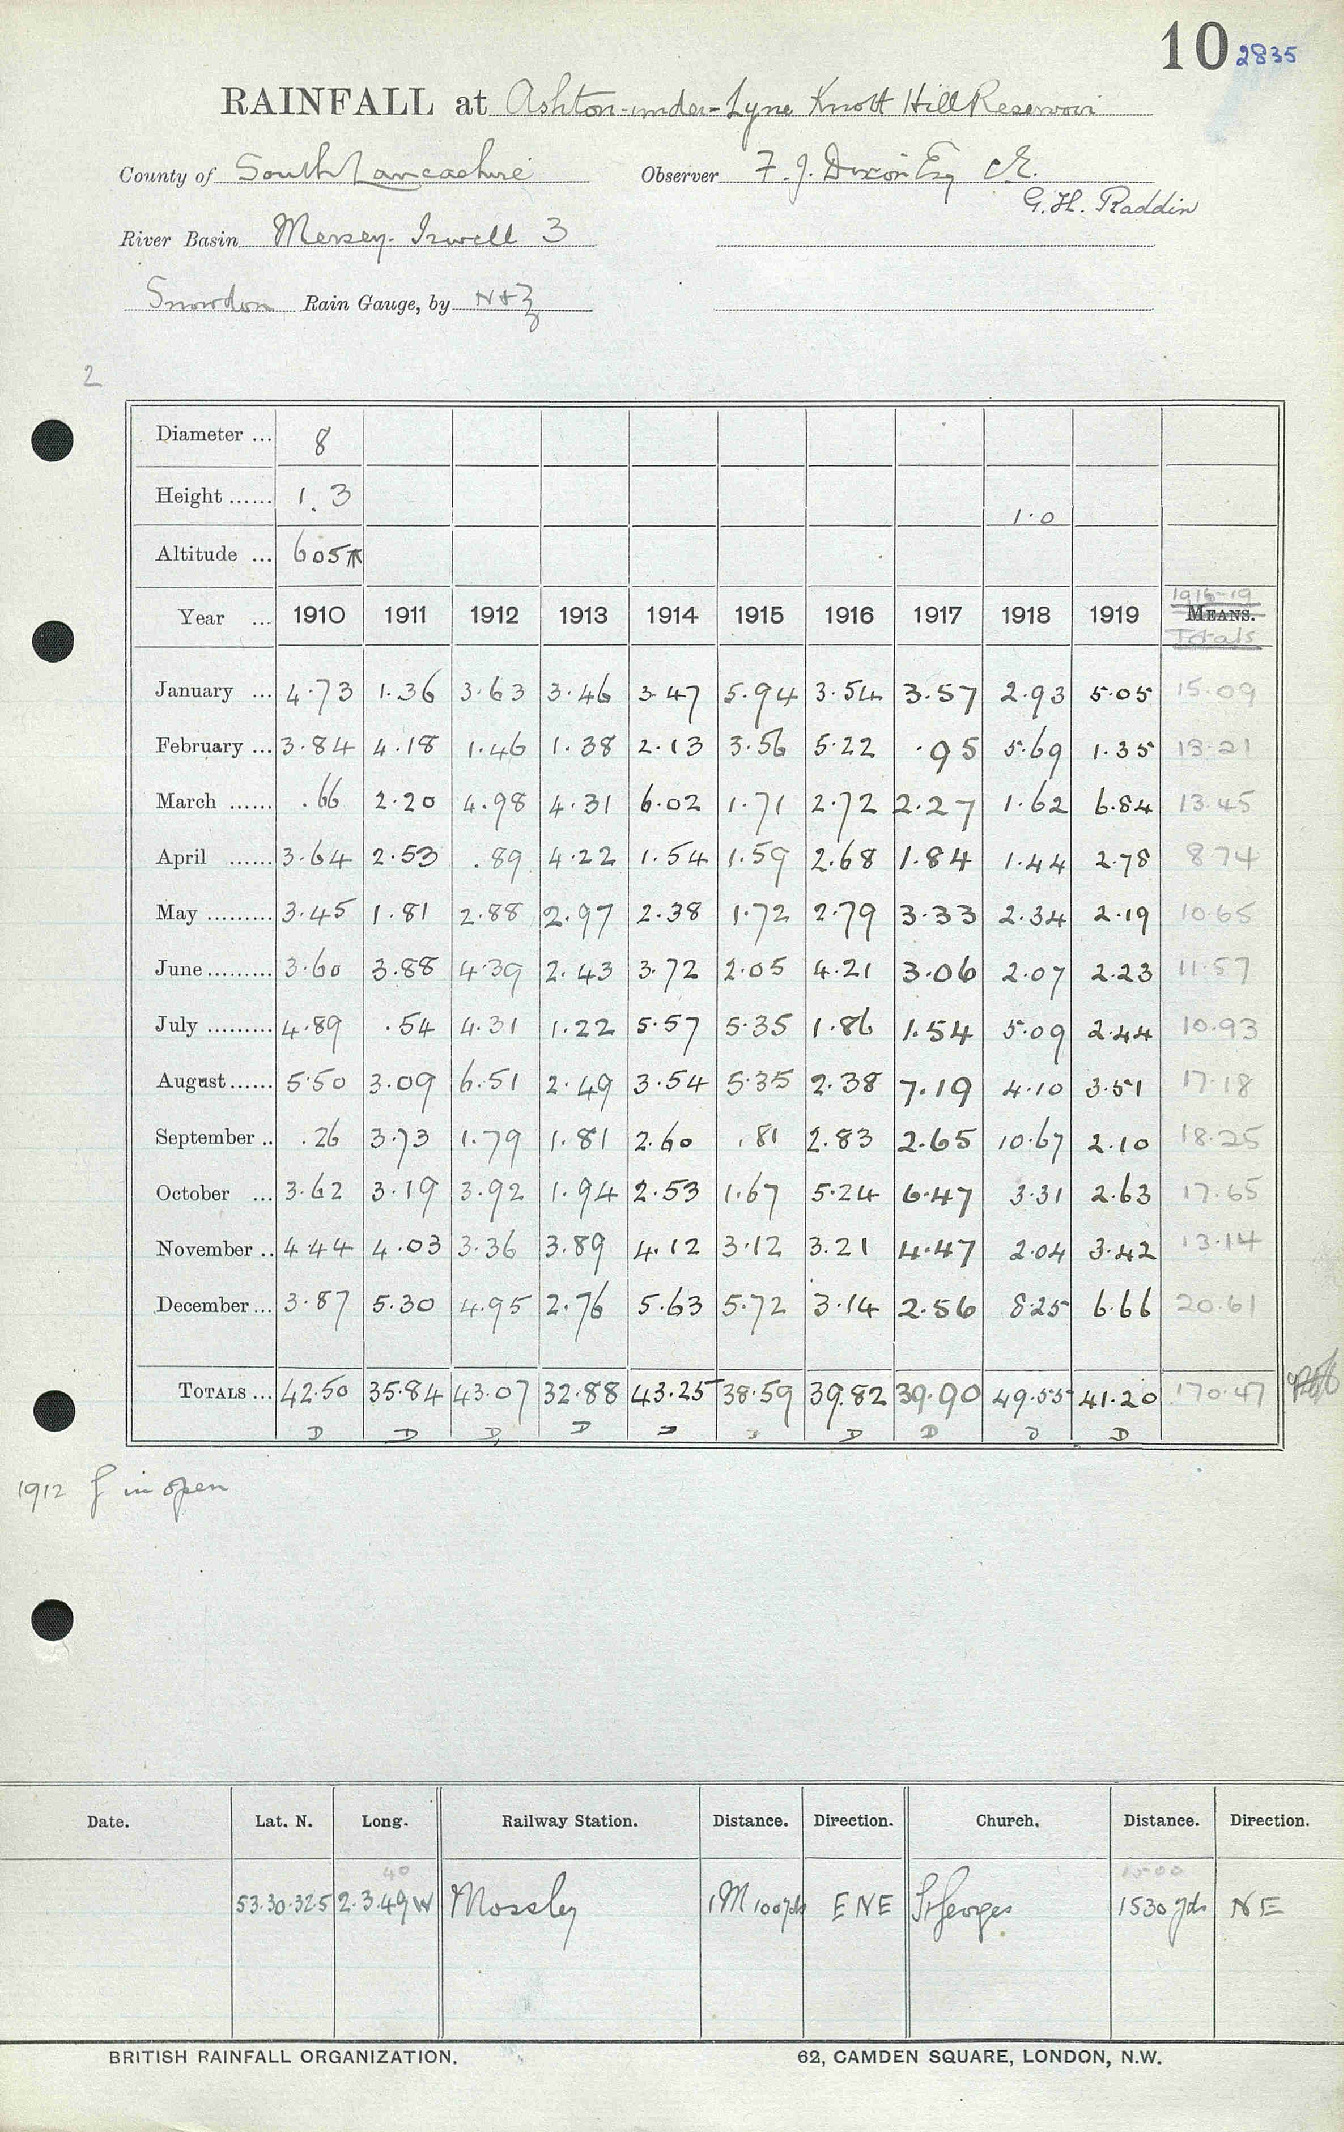 10 2835
RAINFALL at Ashton-under-Lyne Knott Hill Reservoir
County of South Lancashire Observer F. J. Dixon Esq C.E.
G. H. Raddin
River Basin Mersey. Irwell 3
Snowdon Rain Gauge, by N+Z
2
Diameter ... 8
Height ...... 1.3 1.0
Altitude ... 605
1916-19
Year ... 1910 1911 1912 1913 1914 1915 1916 1917 1918 1919 MEANS.
Totals
January ... 4.73 1.36 3.63 3.46 3.47 5.94 3.54 3.57 2.93 5.05 15.09
February ... 3.84 4.18 1.46 1.38 2.13 3.56 5.22 .95 5.69 1.35 13.21
March ...... .66 2.20 4.98 4.31 6.02 1.71 2.72 2.27 1.62 6.84 13.45
April ...... 3.64 2.53 .89 4.22 1.54 1.59 2.68 1.84 1.44 2.78 8.74
May ......... 3.45 1.81 2.88 2.97 2.38 1.72 2.79 3.33 2.34 2.19 10.65
June ......... 3.60 3.88 4.39 2.43 3.72 2.05 4.21 3.06 2.07 2.23 11.57
July ......... 4.89 .54 4.31 1.22 5.57 5.35 1.86 1.54 5.09 2.44 10.93
August ...... 5.50 3.09 6.51 2.49 3.54 5.35 2.38 7.19 4.10 3.51 17.18
September .. .26 3.73 1.79 1.81 2.60 .81 2.83 2.65 10.67 2.10 18.25
October ... 3.62 3.19 3.92 1.94 2.53 1.67 5.24 6.47 3.31 2.63 17.65
November .. 4.44 4.03 3.36 3.89 4.12 3.12 3.21 4.47 2.04 3.42 13.14
December ... 3.87 5.30 4.95 2.76 5.63 5.72 3.14 2.56 8.25 6.66 20.61
TOTALS ... 42.50 35.84 43.07 32.88 43.25 38.59 39.82 39.90 49.55 41.20 170.47
D D D D D D D D D D
1912 f in open
Date. Lat. N. Long. Railway Station. Distance. Direction. Church. Distance. Direction.
40 1500
53.30.32.5 2.3.49 W Mossley 1 M 100 yds E N E St Georges 1530 yds N E
BRITISH RAINFALL ORGANIZATION. 62, CAMDEN SQUARE, LONDON, N.W.